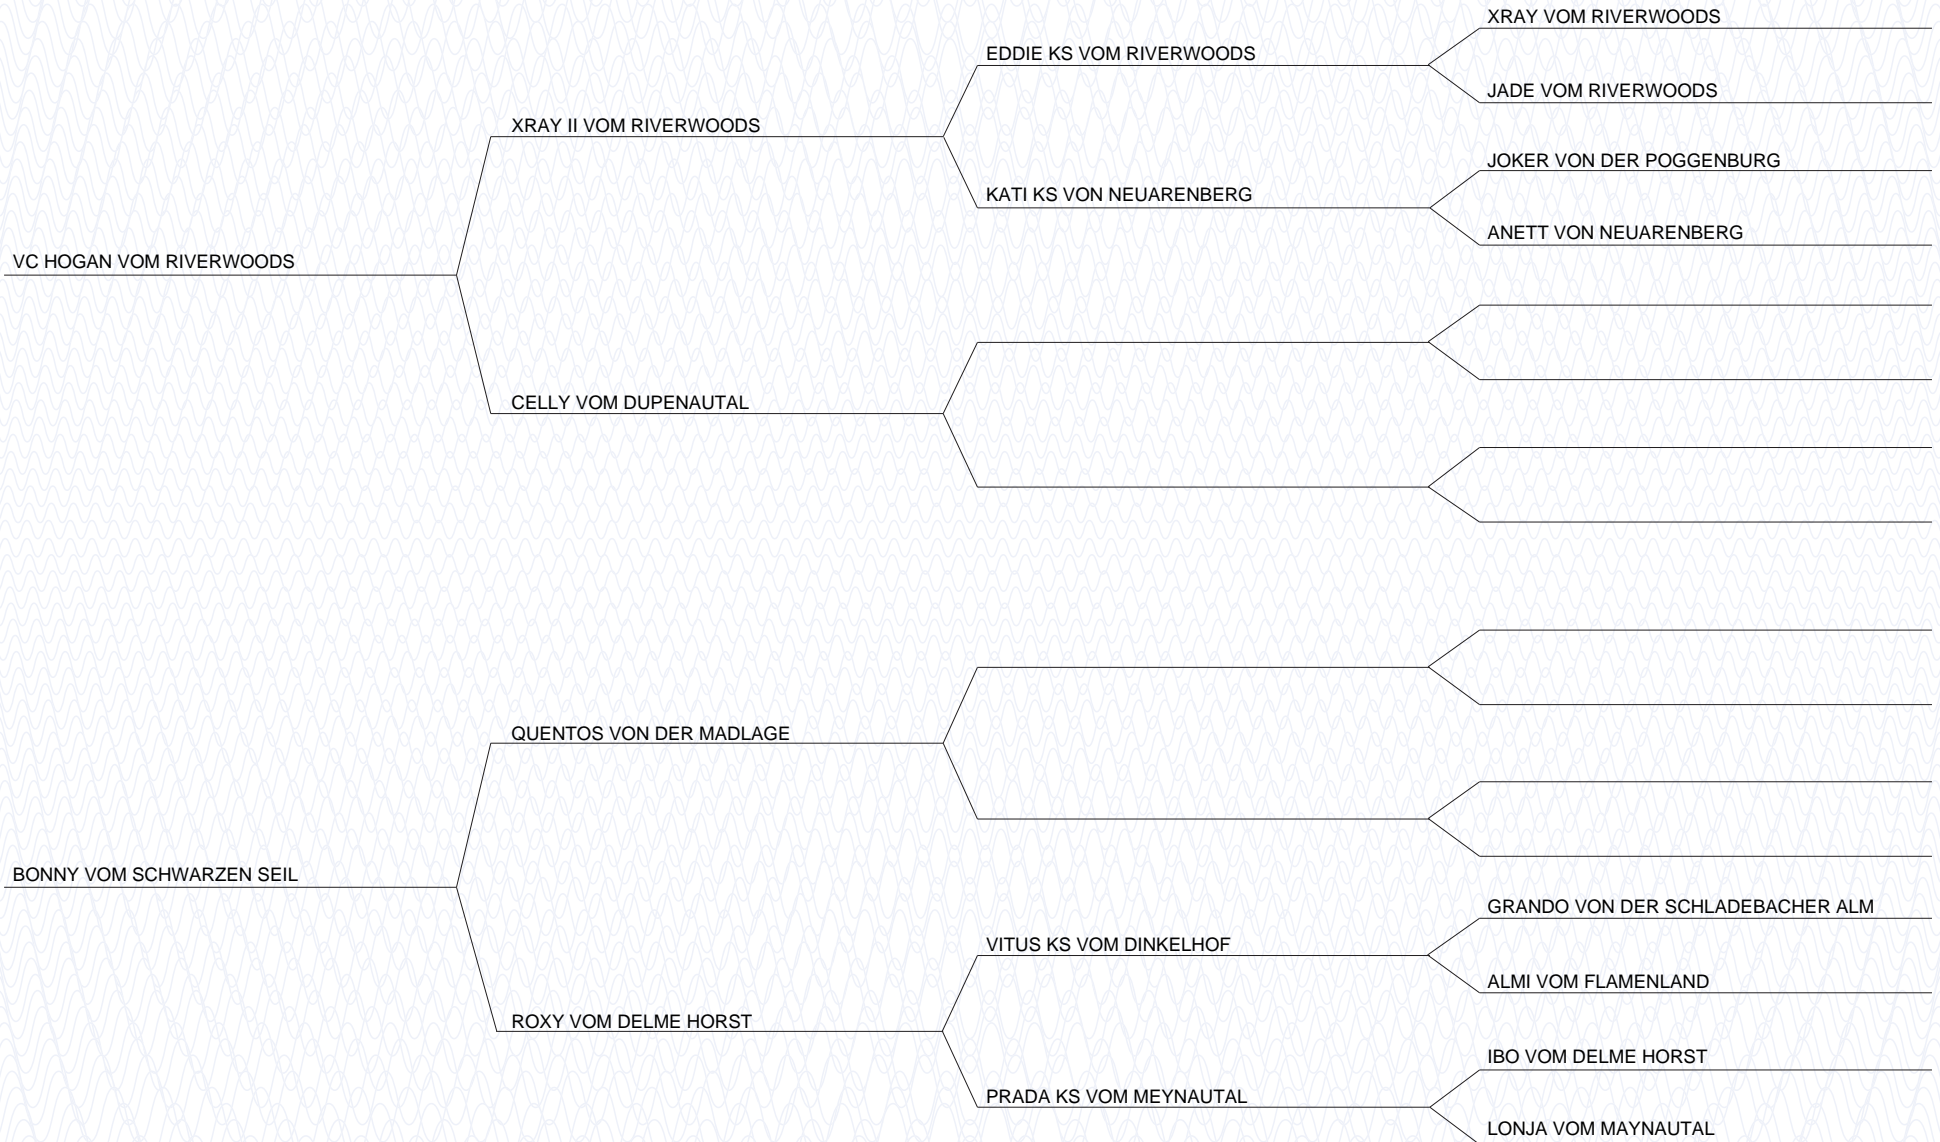 XRAY VOM RIVERWOODS
EDDIE KS VOM RIVERWOODS
JADE VOM RIVERWOODS
XRAY II VOM RIVERWOODS
JOKER VON DER POGGENBURG
KATI KS VON NEUARENBERG
ANETT VON NEUARENBERG
VC HOGAN VOM RIVERWOODS
CELLY VOM DUPENAUTAL
QUENTOS VON DER MADLAGE
BONNY VOM SCHWARZEN SEIL
GRANDO VON DER SCHLADEBACHER ALM
VITUS KS VOM DINKELHOF
ALMI VOM FLAMENLAND
ROXY VOM DELME HORST
IBO VOM DELME HORST
PRADA KS VOM MEYNAUTAL
LONJA VOM MAYNAUTAL